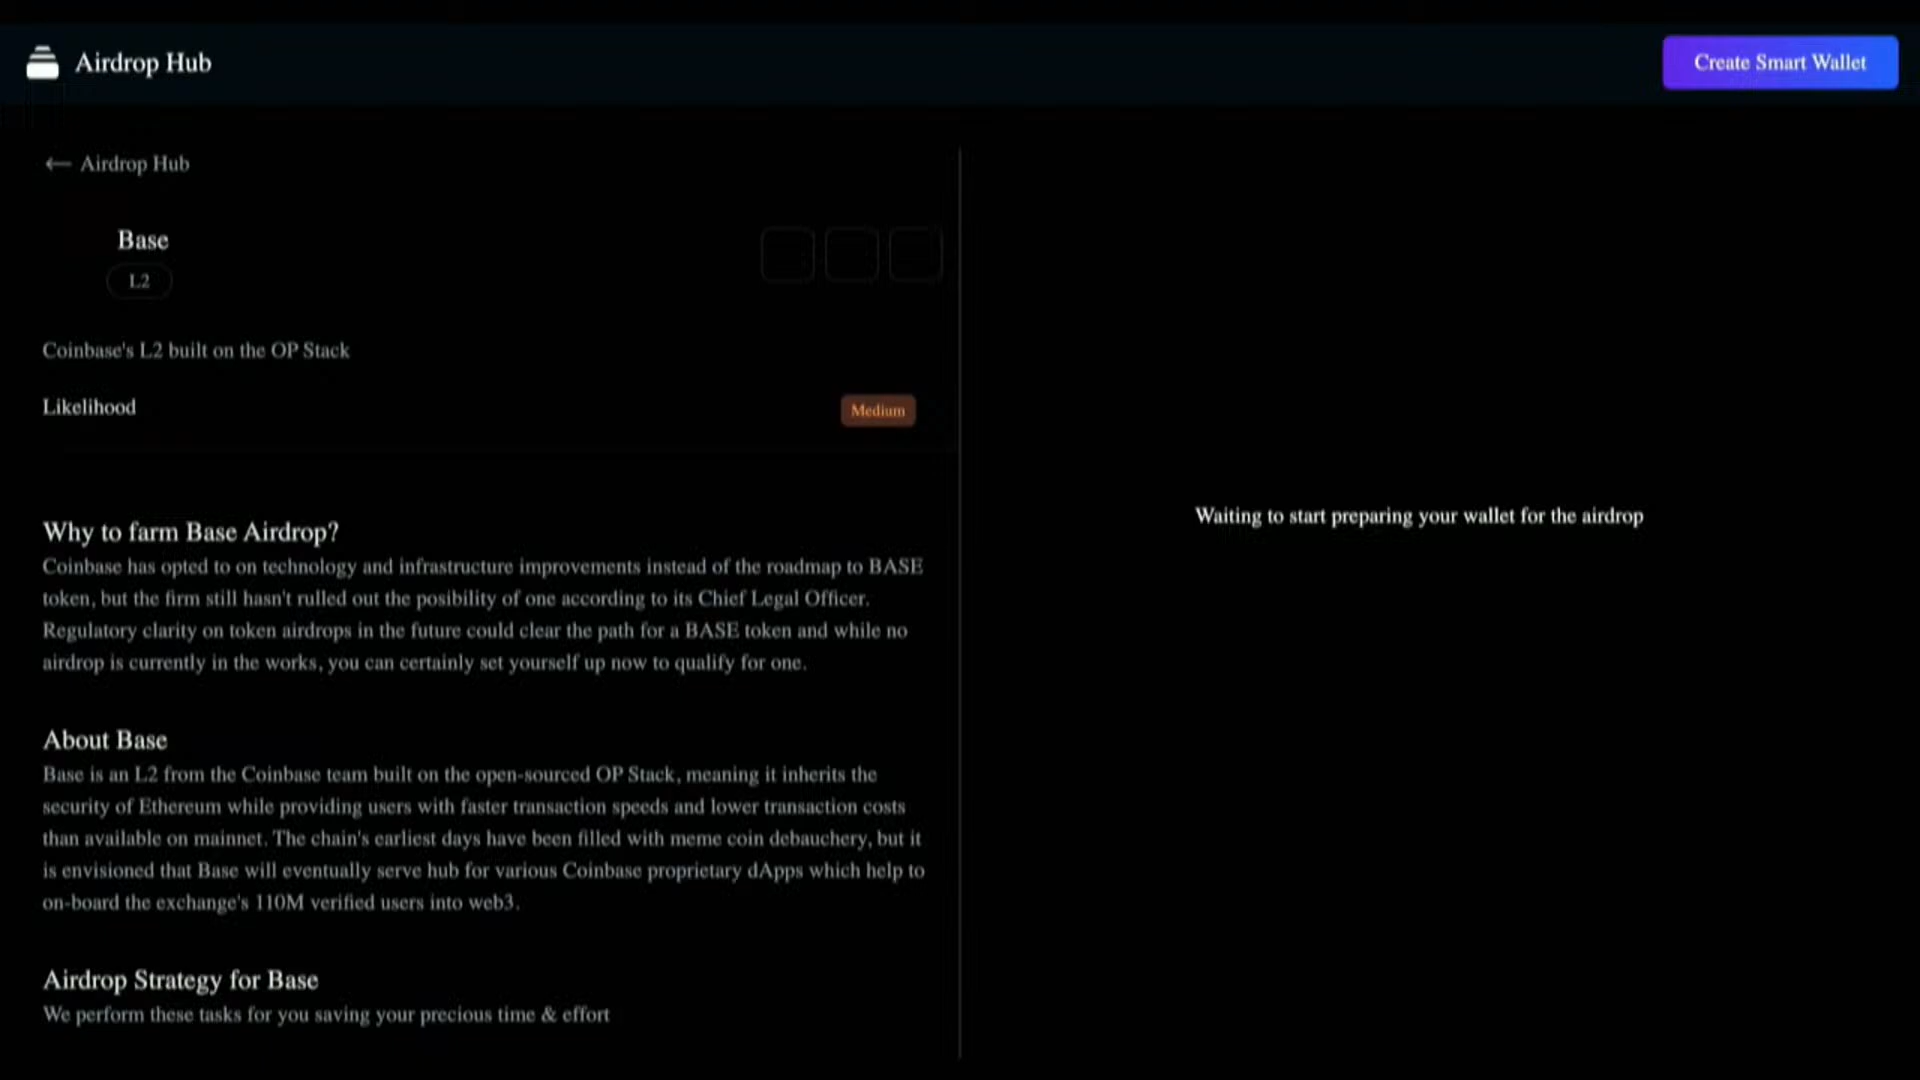 Airdrop Hub
Create Smart Wallet
← Airdrop Hub
Base
L2
Coinbase's L2 built on the OP Stack
Likelihood
Medium
Why to farm Base Airdrop?
Coinbase has opted to on technology and infrastructure improvements instead of the roadmap to BASE
token, but the firm still hasn't rulled out the posibility of one according to its Chief Legal Officer.
Regulatory clarity on token airdrops in the future could clear the path for a BASE token and while no
airdrop is currently in the works, you can certainly set yourself up now to qualify for one.
About Base
Base is an L2 from the Coinbase team built on the open-sourced OP Stack, meaning it inherits the
security of Ethereum while providing users with faster transaction speeds and lower transaction costs
than available on mainnet. The chain's earliest days have been filled with meme coin debauchery, but it
is envisioned that Base will eventually serve hub for various Coinbase proprietary dApps which help to
on-board the exchange's 110M verified users into web3.
Airdrop Strategy for Base
We perform these tasks for you saving your precious time & effort
Waiting to start preparing your wallet for the airdrop